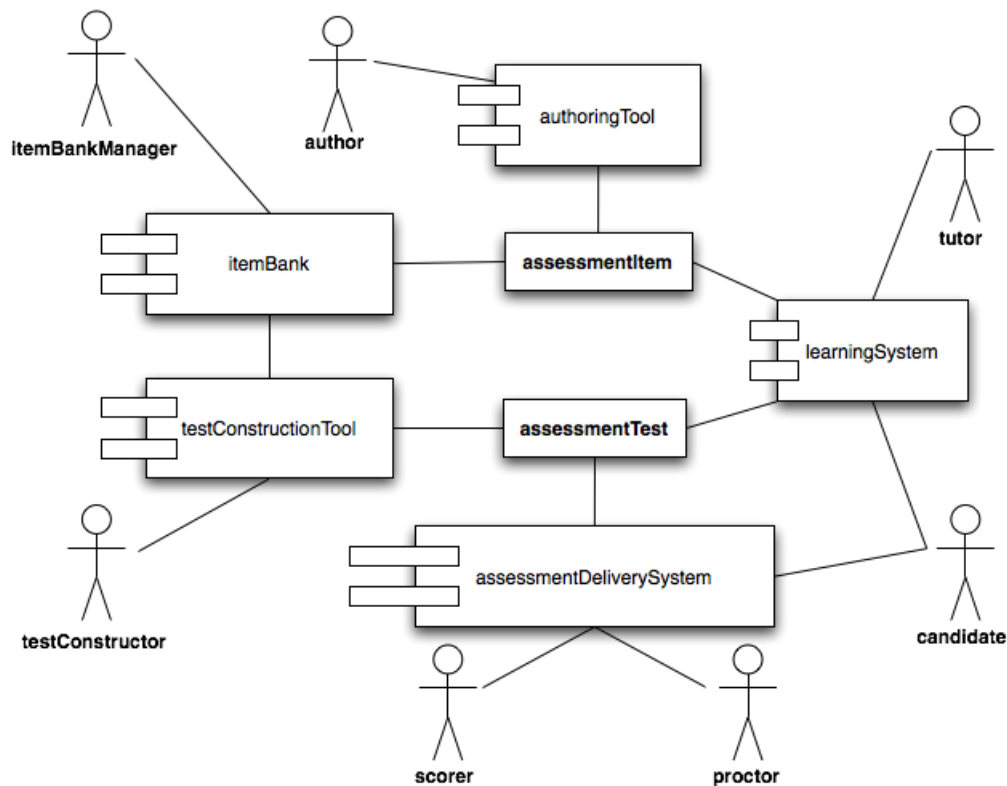 authoringTool
author
itemBankManager
tutor
itemBank
assessmentItem
learningSystem
testConstructionTool
assessmentTest
assessmentDeliverySystem
testConstructor
candidate
scorer
proctor